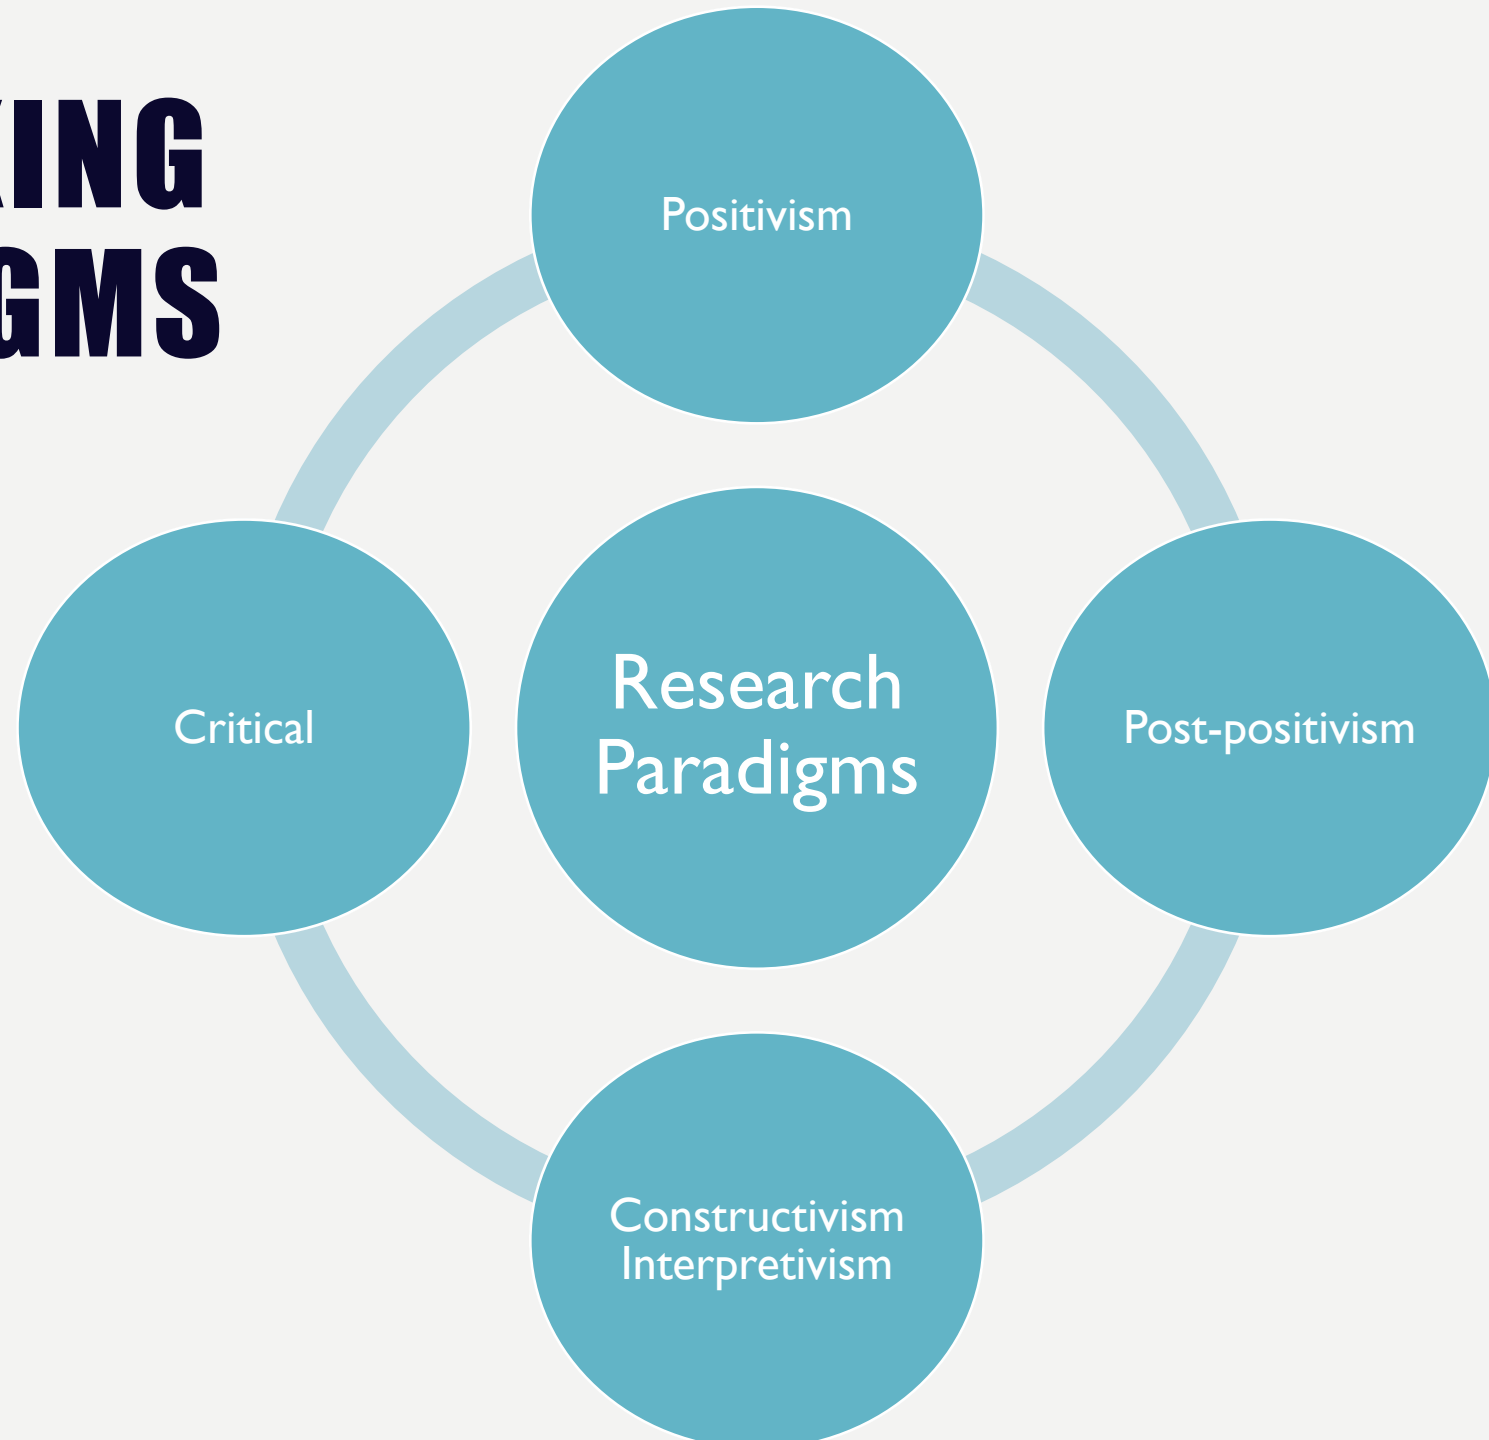 KING
GMS
Positivism
Critical
Research
Paradigms
Post-positivism
Constructivism
Interpretivism